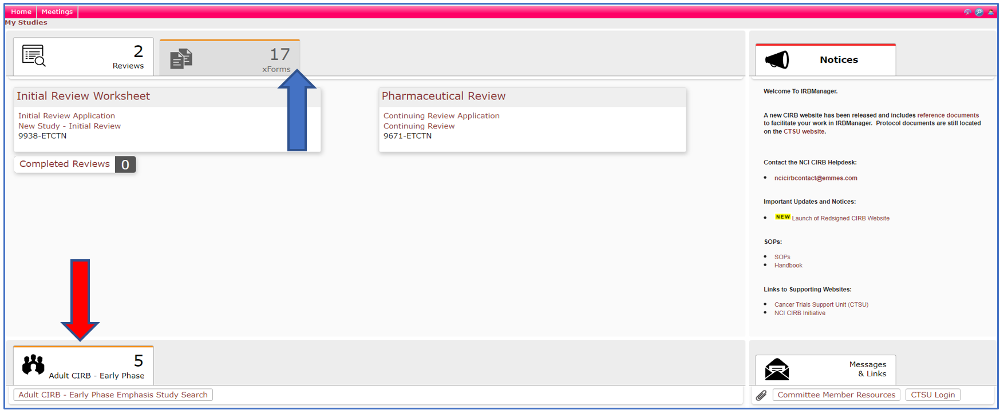 Home Meetings
My Studies
2
Reviews
17
xForms
Initial Review Worksheet
Initial Review Application
New Study - Initial Review
9938-ETCTN
Pharmaceutical Review
Continuing Review Application
Continuing Review
9671-ETCTN
Completed Reviews 0
Notices
Welcome To IRBManager.
A new CIRB website has been released and includes reference documents
to facilitate your work in IRBManager. Protocol documents are still located
on the CTSU website.
Contact the NCI CIRB Helpdesk:
• ncicirbcontact@emmes.com
Important Updates and Notices:
• NEW Launch of Redsigned CIRB Website
SOPs:
• SOPs
• Handbook
Links to Supporting Websites:
• Cancer Trials Support Unit (CTSU)
• NCI CIRB Initiative
5
Adult CIRB - Early Phase
Adult CIRB - Early Phase Emphasis Study Search
Messages
& Links
Committee Member Resources CTSU Login